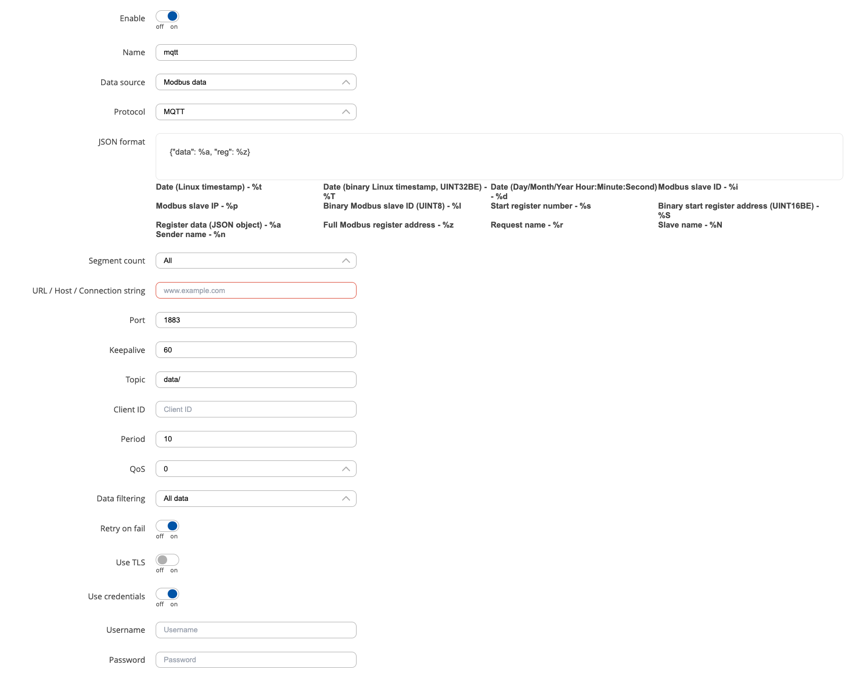 Enable
off on
Name mqtt
Data source Modbus data
Protocol MQTT
JSON format {"data": %a, "reg": %z}
Date (Linux timestamp) - %t
Date (binary Linux timestamp, UINT32BE) - %T
Date (Day/Month/Year Hour:Minute:Second) - %d
Modbus slave ID - %i
Modbus slave IP - %p
Binary Modbus slave ID (UINT8) - %I
Start register number - %s
Binary start register address (UINT16BE) - %S
Register data (JSON object) - %a
Full Modbus register address - %z
Request name - %r
Slave name - %N
Sender name - %n
Segment count All
URL / Host / Connection string www.example.com
Port 1883
Keepalive 60
Topic data/
Client ID Client ID
Period 10
QoS 0
Data filtering All data
Retry on fail
off on
Use TLS
off on
Use credentials
off on
Username Username
Password Password